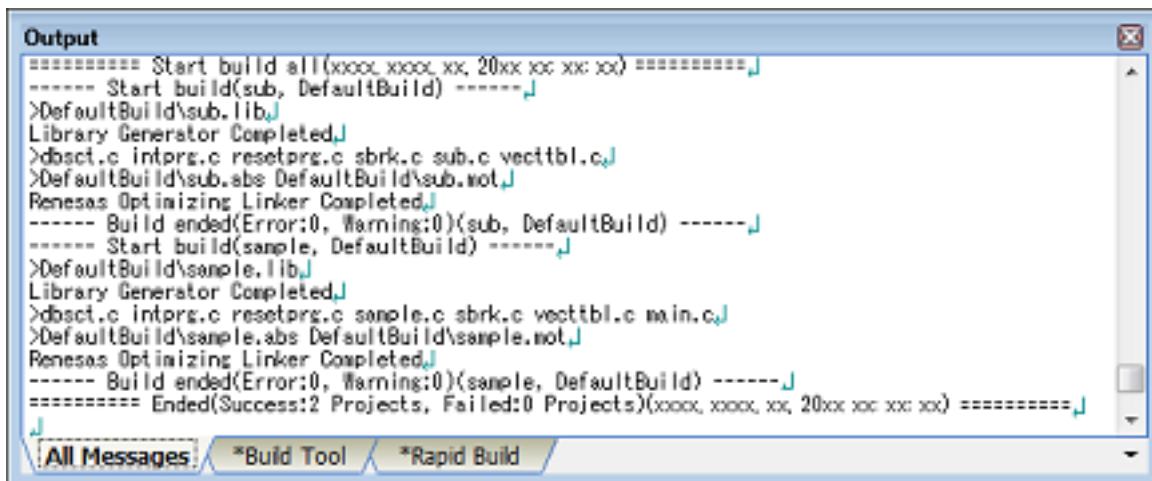 Output
========== Start build all(xxxx, xxxx, xx, 20xx xx: xx: xx) ==========
------ Start build(sub, DefaultBuild) ------
>DefaultBuild\sub.lib
Library Generator Completed
>dbsct.c intprg.c resetprg.c sbrk.c sub.c vecttbl.c
>DefaultBuild\sub.abs DefaultBuild\sub.mot
Renesas Optimizing Linker Completed
------ Build ended(Error:0, Warning:0)(sub, DefaultBuild) ------
------ Start build(sample, DefaultBuild) ------
>DefaultBuild\sample.lib
Library Generator Completed
>dbsct.c intprg.c resetprg.c sample.c sbrk.c vecttbl.c main.c
>DefaultBuild\sample.abs DefaultBuild\sample.mot
Renesas Optimizing Linker Completed
------ Build ended(Error:0, Warning:0)(sample, DefaultBuild) ------
========== Ended(Success:2 Projects, Failed:0 Projects)(xxxx, xxxx, xx, 20xx xx: xx: xx) ==========
All Messages *Build Tool *Rapid Build